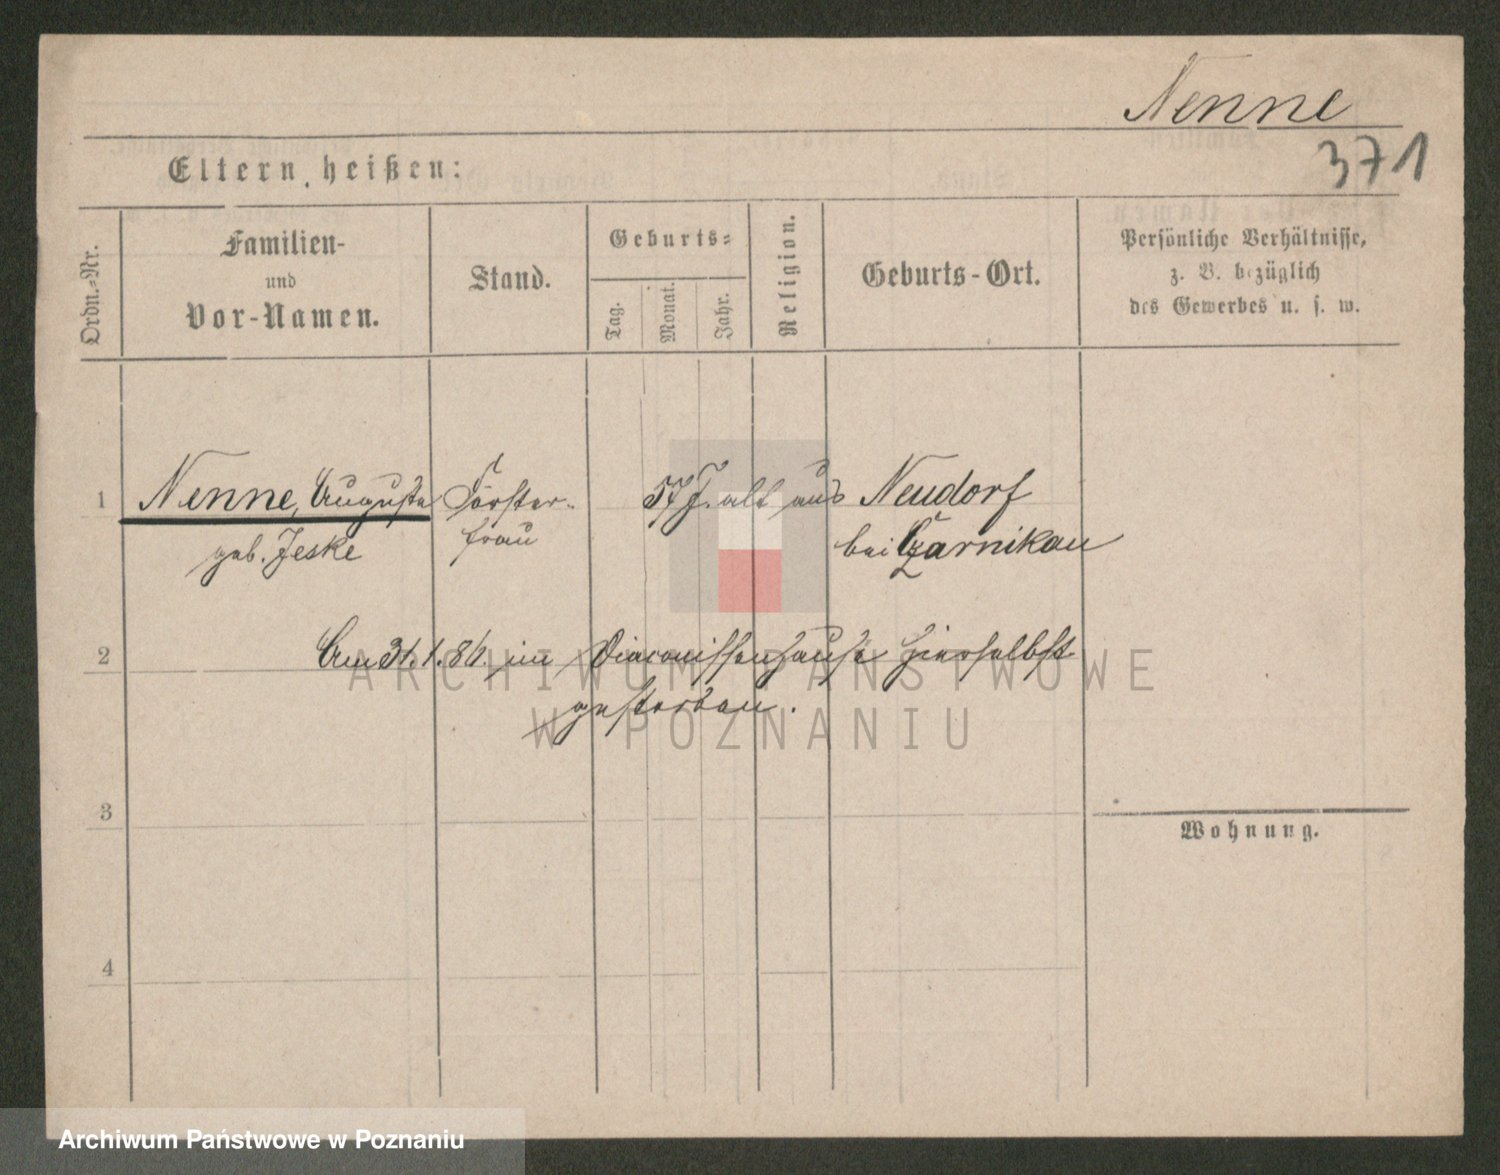 Nenne
371
Eltern heißen:
Ordn.-Nr.
Familien-
und
Vor-Namen.
Stand.
Geburts-
Tag.
Monat.
Jahr.
Religion.
Geburts-Ort.
Persönliche Verhältnisse,
z. B. bezüglich
des Gewerbes u. s. w.
1 Nenne, Auguste Förster- 57 J. alt aus Neudorf
geb. Jeske frau bei Czarnikau
2 Am 31.1.86. im Diaconissenhause hierselbst
gestorben.
3
Wohnung.
4
ARCHIWUM PAŃSTWOWE
W POZNANIU
Archiwum Państwowe w Poznaniu